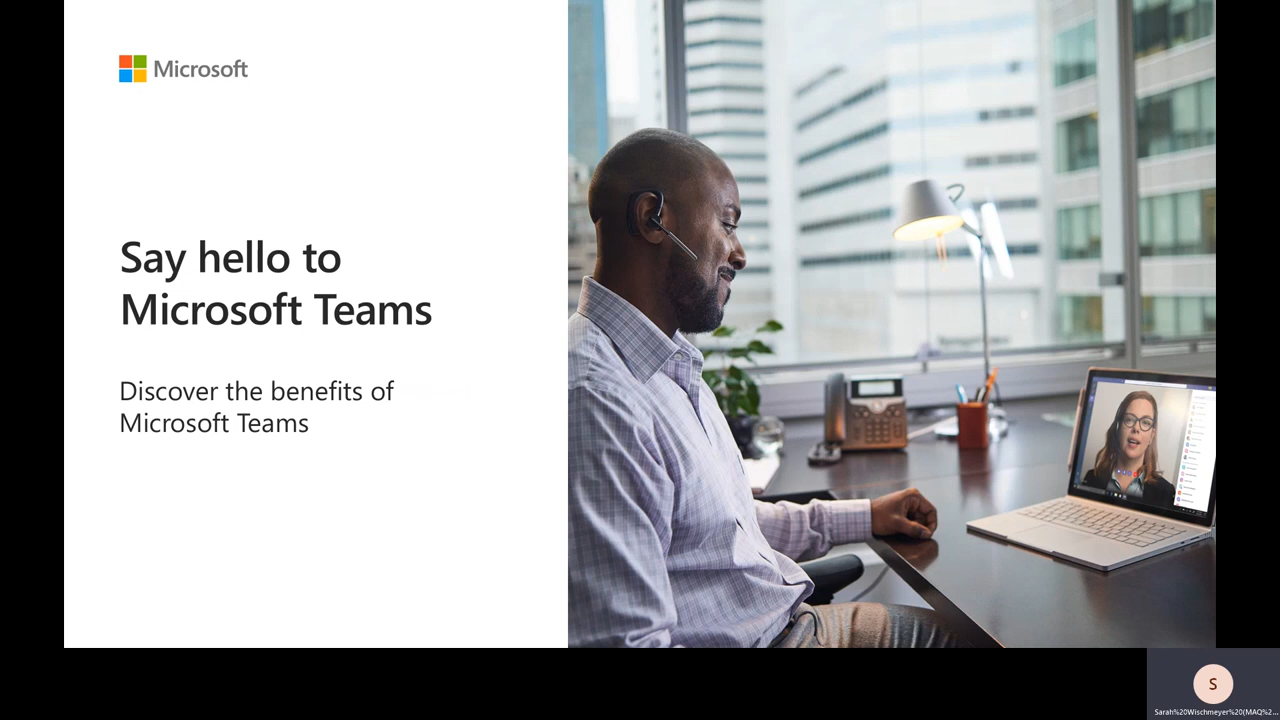 Microsoft
Say hello to
Microsoft Teams
Discover the benefits of
Microsoft Teams
S
Sarah%20Wischmeyer%20(MAQ%2...